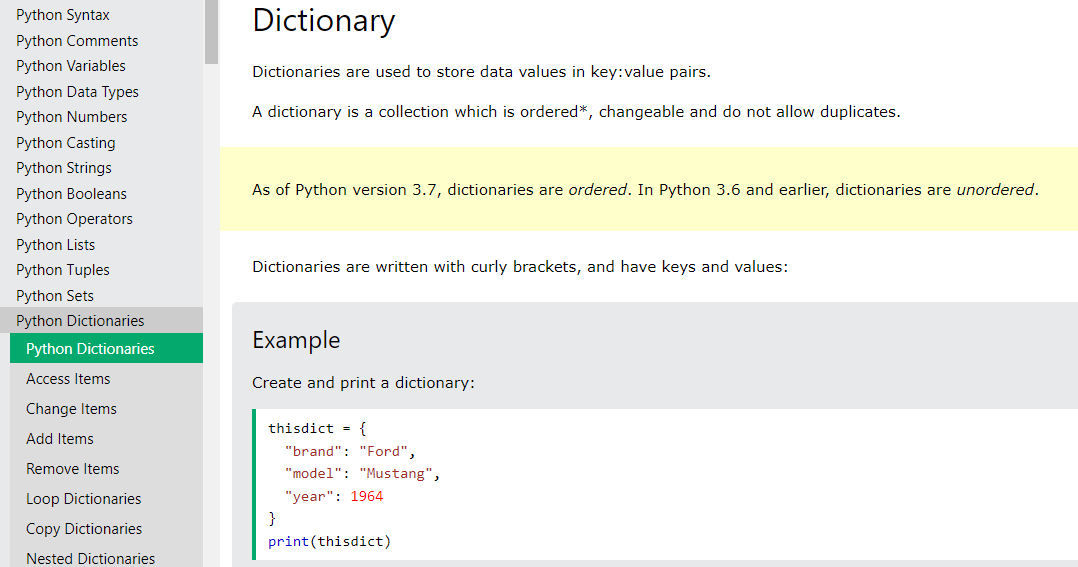 Python Syntax
Python Comments
Python Variables
Python Data Types
Python Numbers
Python Casting
Python Strings
Python Booleans
Python Operators
Python Lists
Python Tuples
Python Sets
Python Dictionaries
Python Dictionaries
Access Items
Change Items
Add Items
Remove Items
Loop Dictionaries
Copy Dictionaries
Nested Dictionaries
Dictionary
Dictionaries are used to store data values in key:value pairs.
A dictionary is a collection which is ordered*, changeable and do not allow duplicates.
As of Python version 3.7, dictionaries are ordered. In Python 3.6 and earlier, dictionaries are unordered.
Dictionaries are written with curly brackets, and have keys and values:
Example
Create and print a dictionary:
thisdict = {
  "brand": "Ford",
  "model": "Mustang",
  "year": 1964
}
print(thisdict)